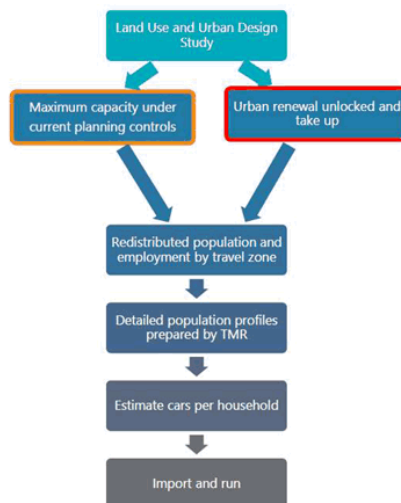 Land Use and Urban Design
Study
Maximum capacity under
current planning controls
Urban renewal unlocked and
take up
Redistributed population and
employment by travel zone
Detailed population profiles
prepared by TMR
Estimate cars per household
Import and run